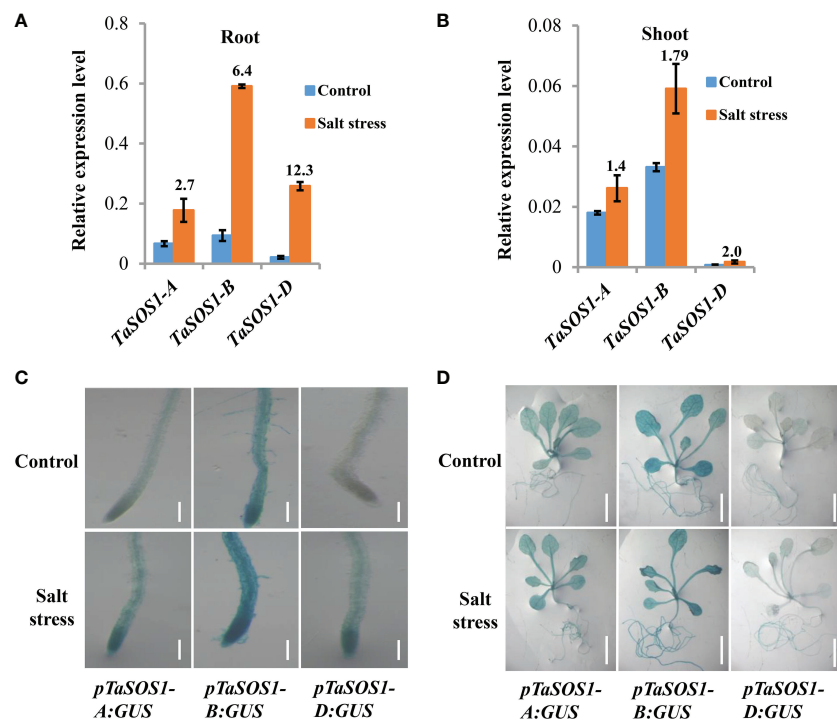 A
Root
Relative expression level
0.8
0.6
0.4
0.2
0
2.7
6.4
12.3
Control
Salt stress
TaSOS1-A
TaSOS1-B
TaSOS1-D
B
Shoot
Relative expression level
0.08
0.06
0.04
0.02
0
1.4
1.79
2.0
Control
Salt stress
TaSOS1-A
TaSOS1-B
TaSOS1-D
C
Control
Salt
stress
pTaSOS1-
A:GUS
pTaSOS1-
B:GUS
pTaSOS1-
D:GUS
D
Control
Salt
stress
pTaSOS1-
A:GUS
pTaSOS1-
B:GUS
pTaSOS1-
D:GUS